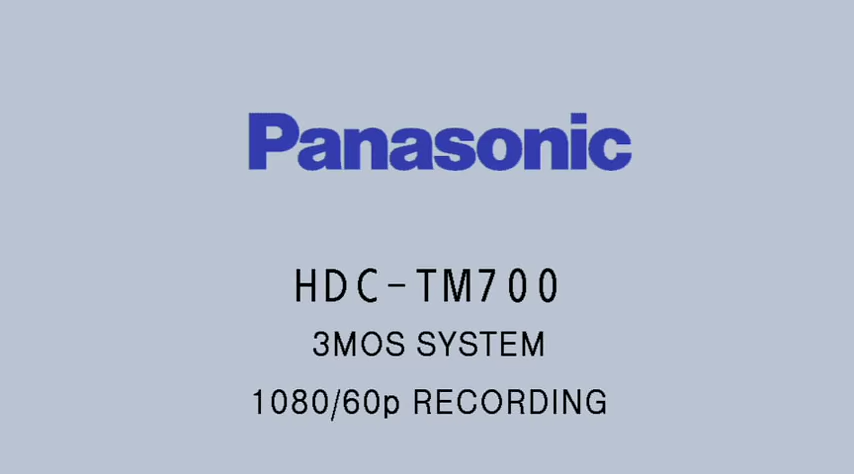 Panasonic
HDC-TM700
3MOS SYSTEM
1080/60p RECORDING